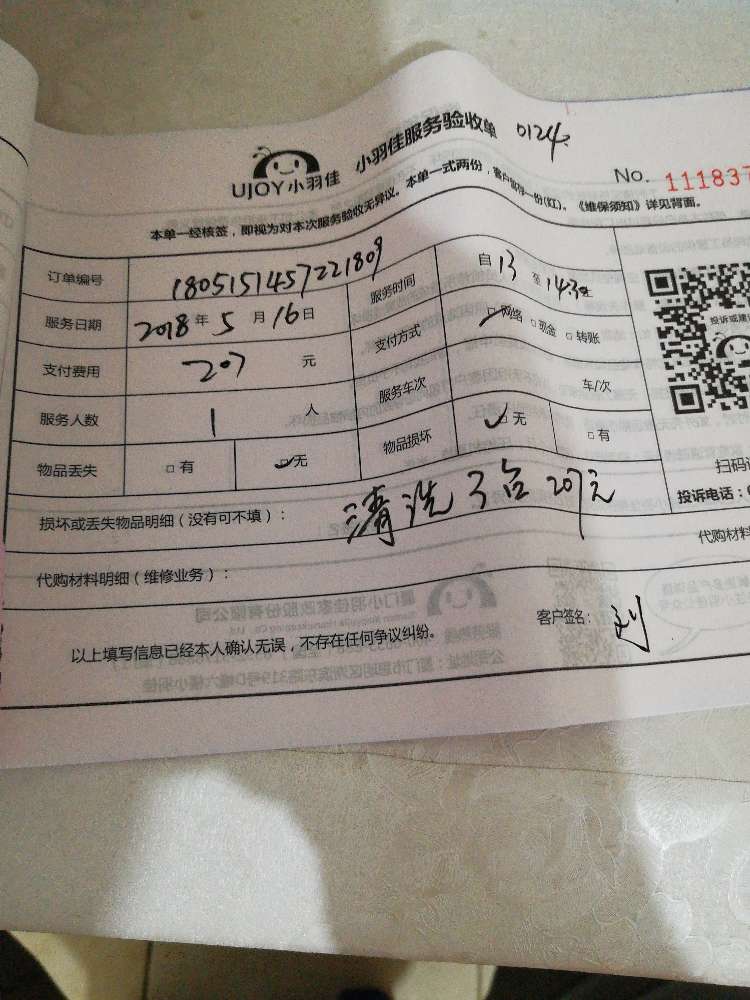 UJOY小羽佳 小羽佳服务验收单 0124
No. 111837
本单一经核签，即视为对本次服务验收无异议。本单一式两份，客户留存一份(红)。《维保须知》详见背面。
订单编号 1805151457221809 服务时间 自13至14:30
服务日期 2018年5月16日 支付方式 ☑网络 □现金 □转账
支付费用 207 元 服务车次 车/次
服务人数 1 人 物品损坏 ☑无 □有
物品丢失 □有 ☑无
投诉或建议
扫码
投诉电话：0
损坏或丢失物品明细（没有可不填）： 清洗3台207元
代购材料
代购材料明细（维修业务）：
以上填写信息已经本人确认无误，不存在任何争议纠纷。 客户签名：